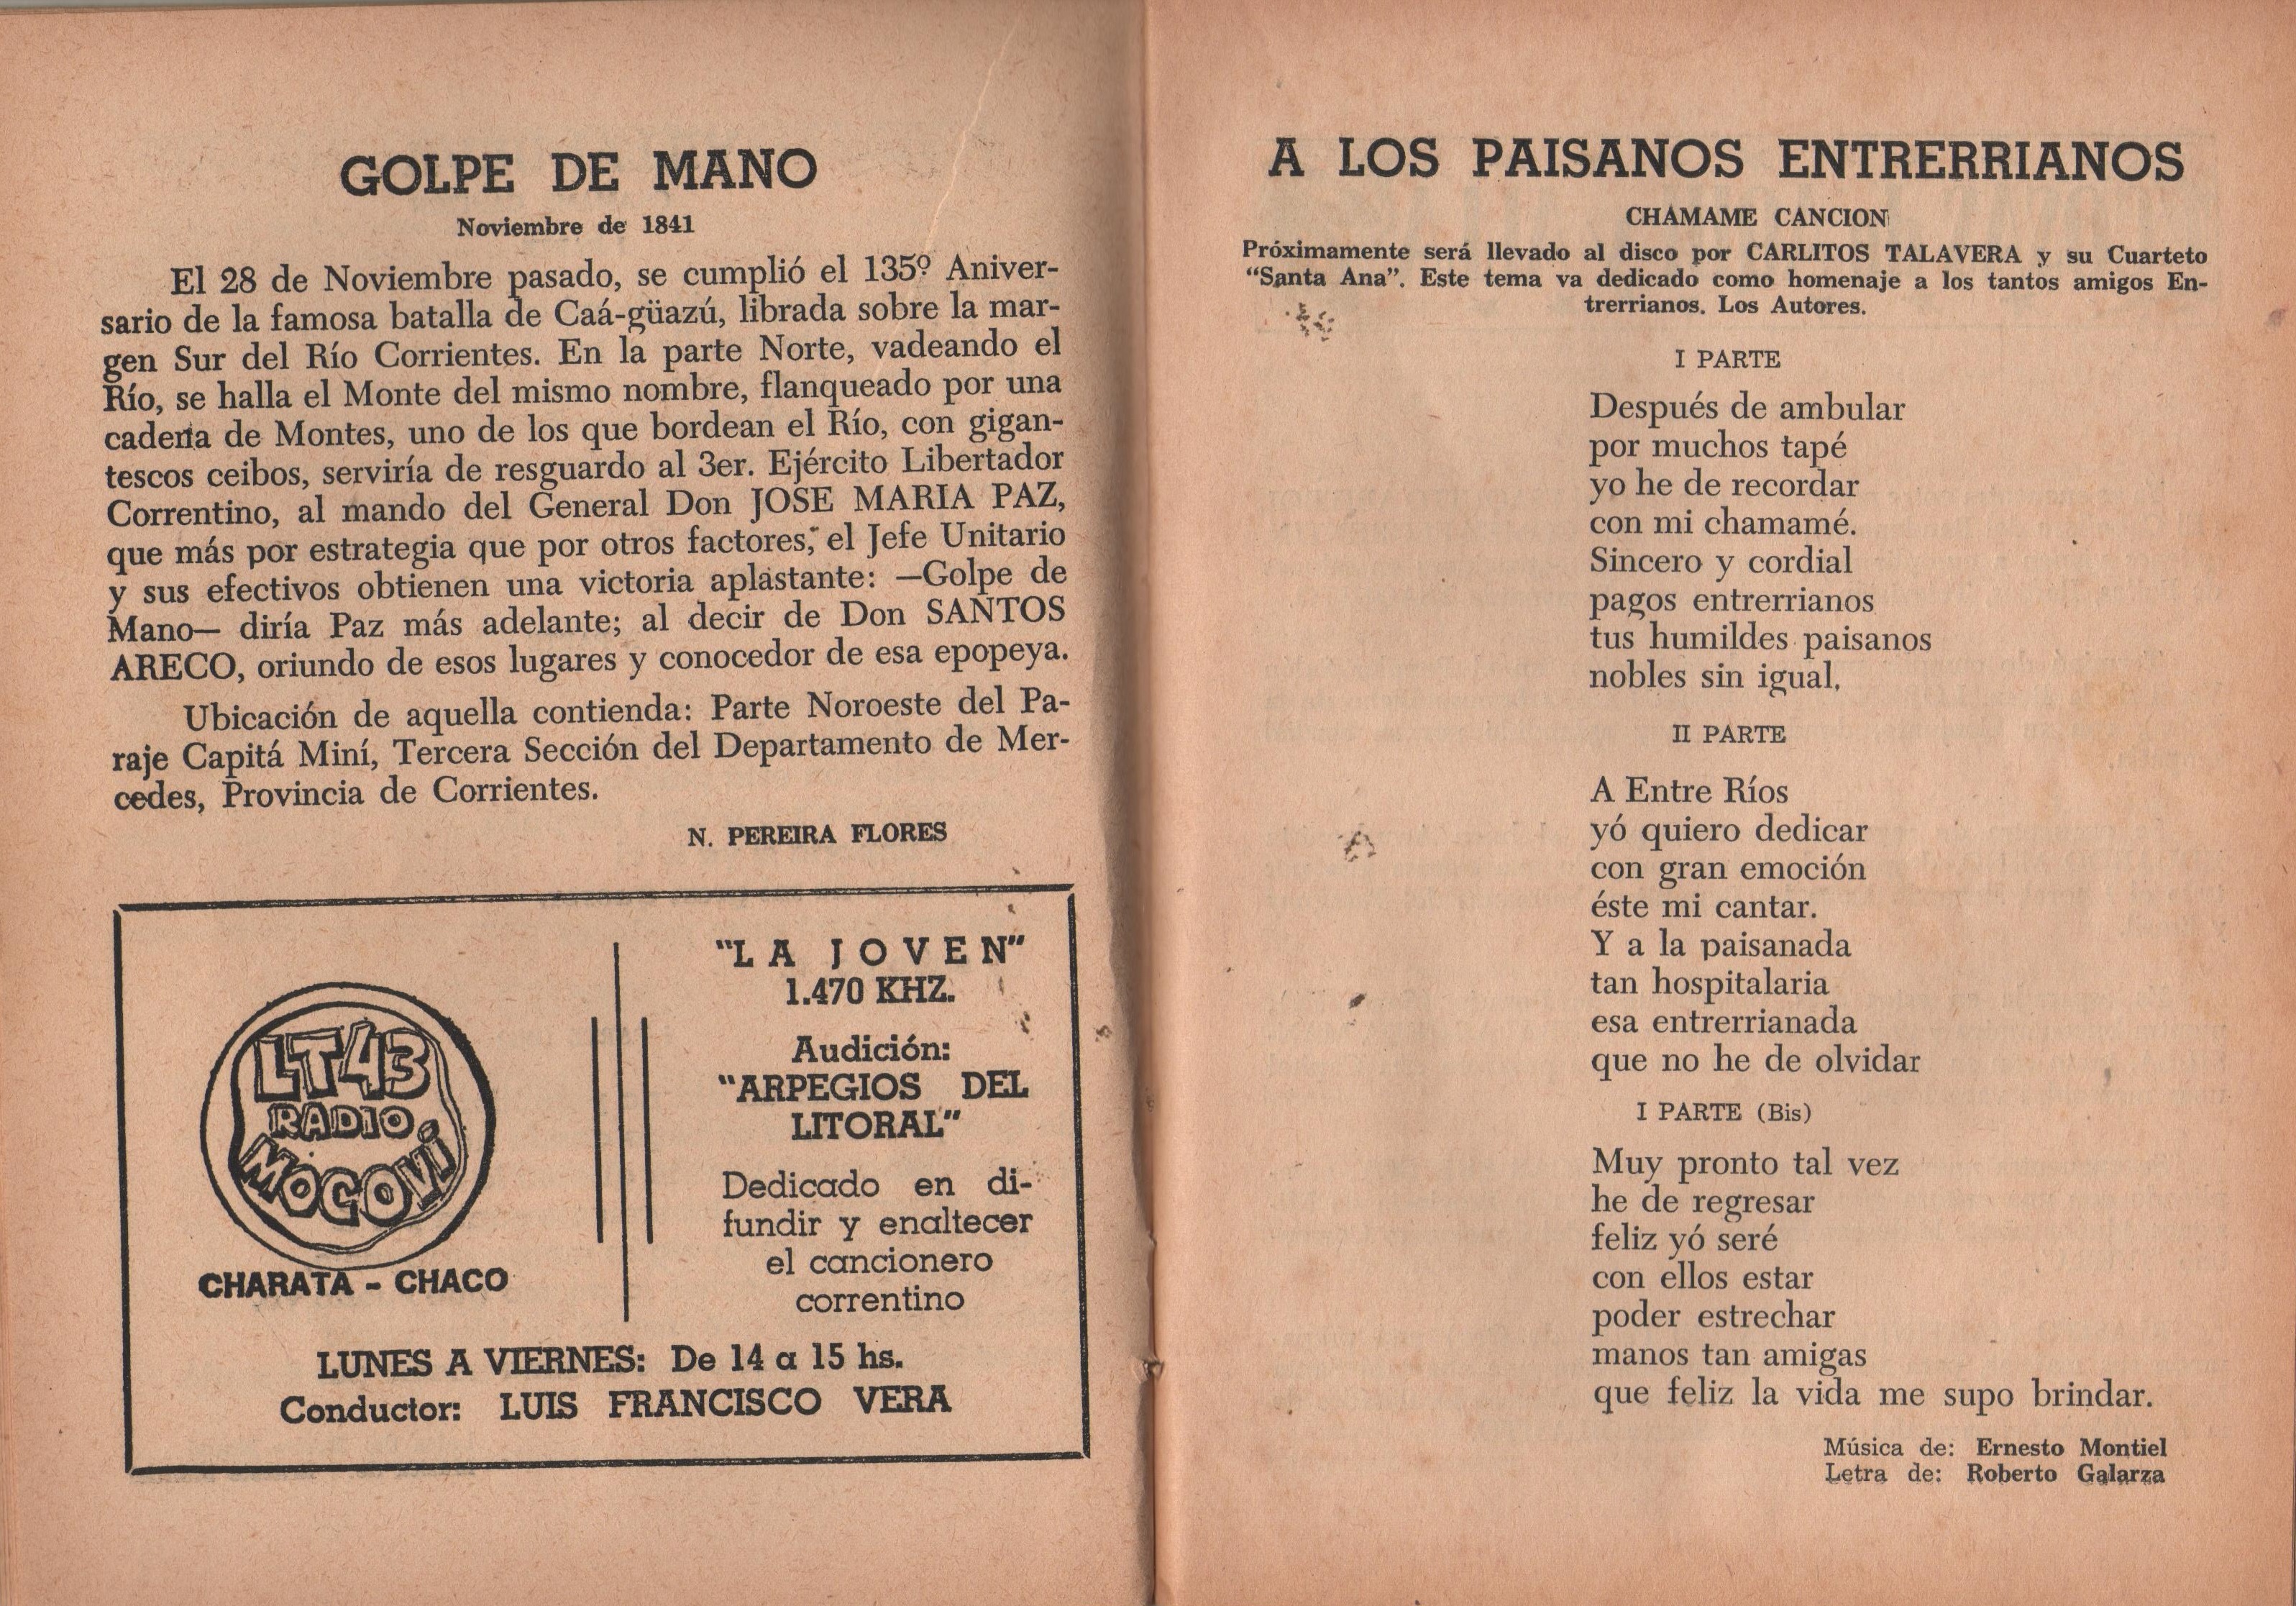 GOLPE DE MANO
Noviembre de 1841
El 28 de Noviembre pasado, se cumplió el 135º Aniver-
sario de la famosa batalla de Caá-güazú, librada sobre la mar-
gen Sur del Río Corrientes. En la parte Norte, vadeando el
Río, se halla el Monte del mismo nombre, flanqueado por una
cadena de Montes, uno de los que bordean el Río, con gigan-
tescos ceibos, serviría de resguardo al 3er. Ejército Libertador
Correntino, al mando del General Don JOSE MARIA PAZ,
que más por estrategia que por otros factores, el Jefe Unitario
y sus efectivos obtienen una victoria aplastante: —Golpe de
Mano— diría Paz más adelante; al decir de Don SANTOS
ARECO, oriundo de esos lugares y conocedor de esa epopeya.
Ubicación de aquella contienda: Parte Noroeste del Pa-
raje Capitá Miní, Tercera Sección del Departamento de Mer-
cedes, Provincia de Corrientes.
N. PEREIRA FLORES
LT43
RADIO
MOCOVÍ
CHARATA - CHACO
"LA JOVEN"
1.470 KHZ.
Audición:
"ARPEGIOS DEL
LITORAL"
Dedicado en di-
fundir y enaltecer
el cancionero
correntino
LUNES A VIERNES: De 14 a 15 hs.
Conductor: LUIS FRANCISCO VERA
A LOS PAISANOS ENTRERRIANOS
CHAMAME CANCION
Próximamente será llevado al disco por CARLITOS TALAVERA y su Cuarteto
"Santa Ana". Este tema va dedicado como homenaje a los tantos amigos En-
trerrianos. Los Autores.
I PARTE
Después de ambular
por muchos tapé
yo he de recordar
con mi chamamé.
Sincero y cordial
pagos entrerrianos
tus humildes paisanos
nobles sin igual.
II PARTE
A Entre Ríos
yó quiero dedicar
con gran emoción
éste mi cantar.
Y a la paisanada
tan hospitalaria
esa entrerrianada
que no he de olvidar
I PARTE (Bis)
Muy pronto tal vez
he de regresar
feliz yó seré
con ellos estar
poder estrechar
manos tan amigas
que feliz la vida me supo brindar.
Música de: Ernesto Montiel
Letra de: Roberto Galarza